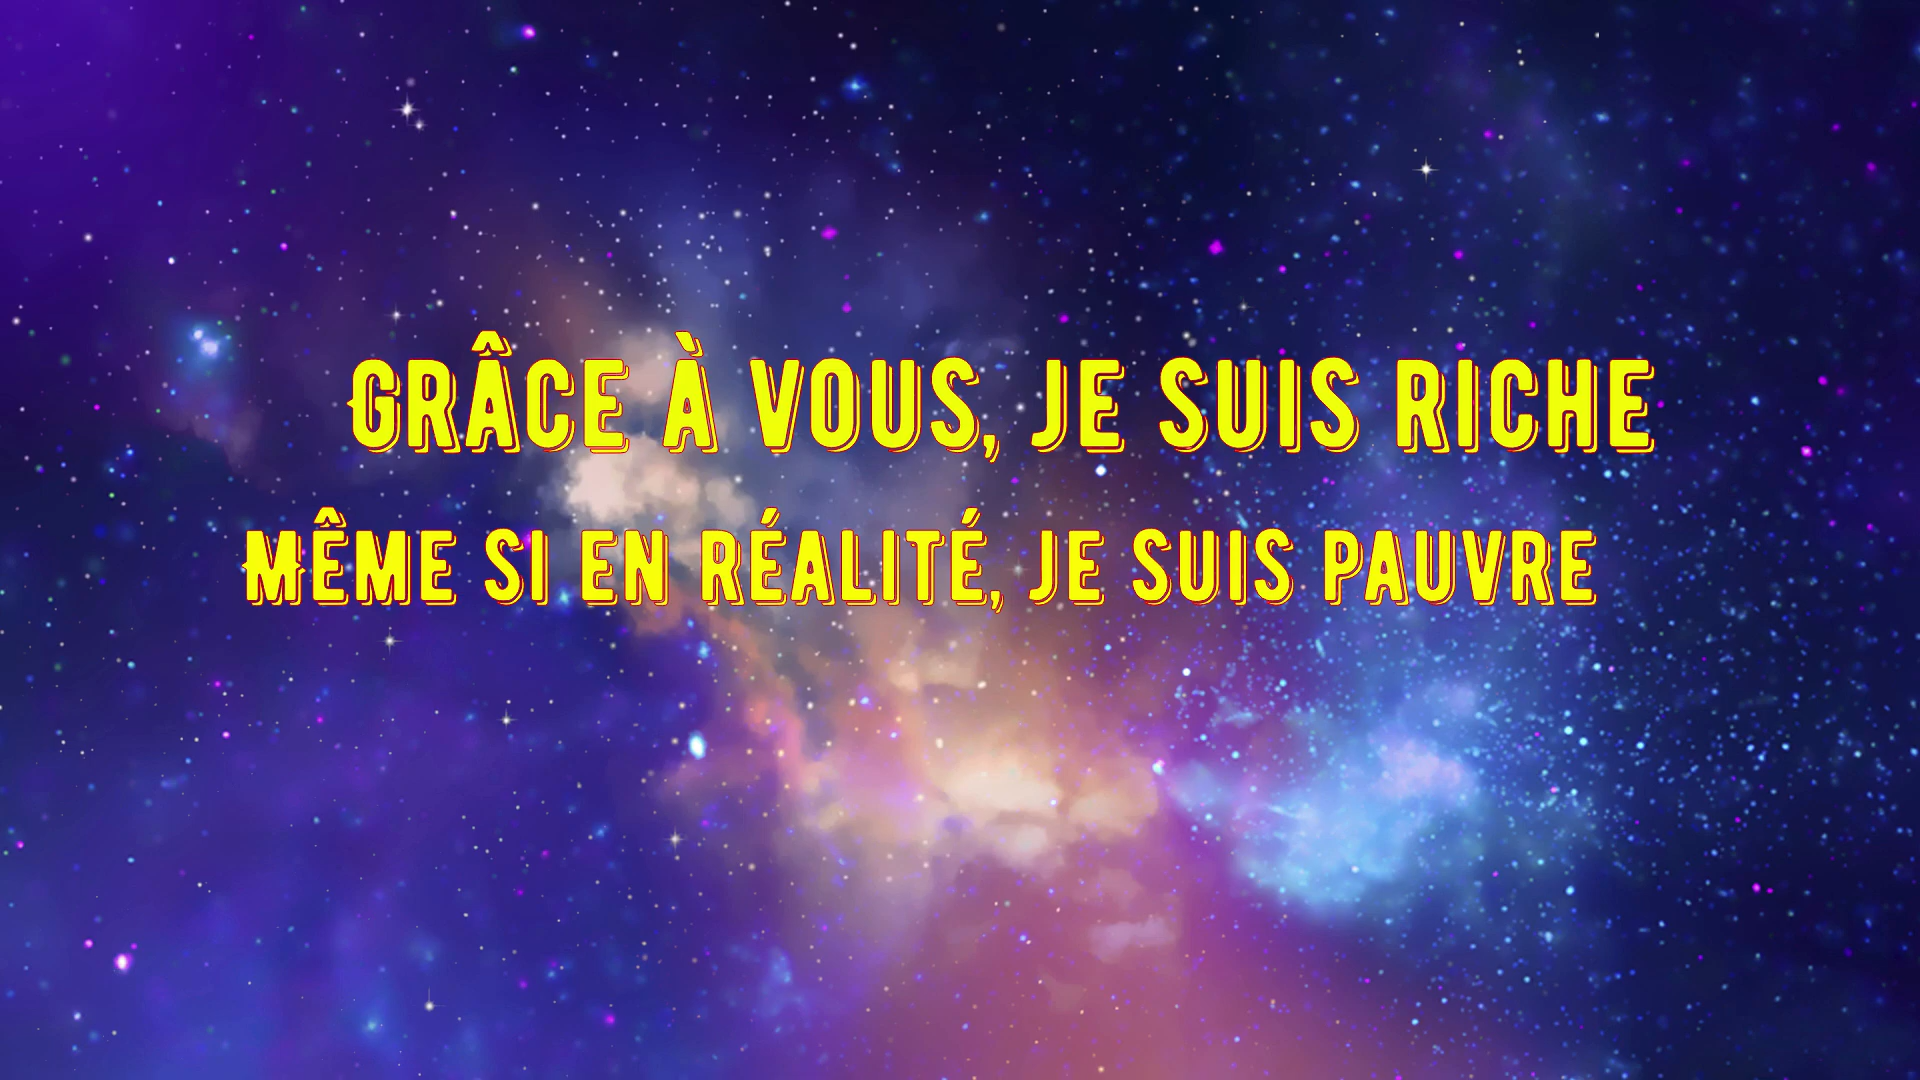 GRÂCE À VOUS, JE SUIS RICHE
MÊME SI EN RÉALITÉ, JE SUIS PAUVRE